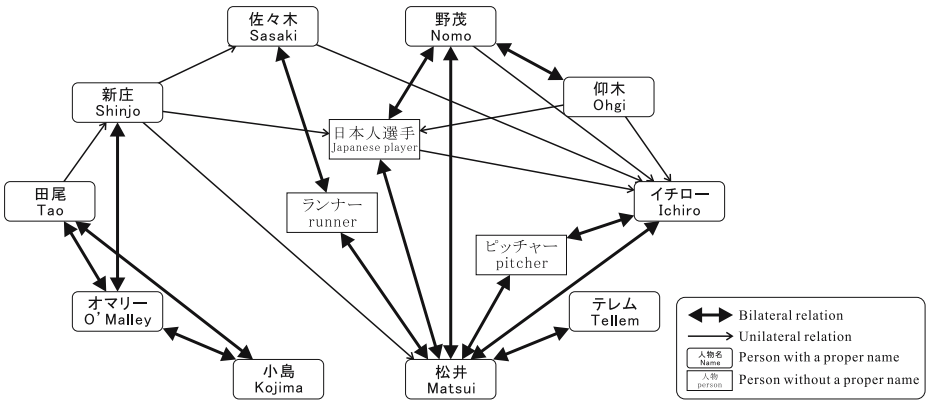 佐々木
Sasaki
野茂
Nomo
仰木
Ohgi
新庄
Shinjo
日本人選手
Japanese player
田尾
Tao
ランナー
runner
イチロー
Ichiro
ピッチャー
pitcher
オマリー
O'Malley
テレム
Tellem
小島
Kojima
松井
Matsui
Bilateral relation
Unilateral relation
人物名
Name
Person with a proper name
人物
person
Person without a proper name